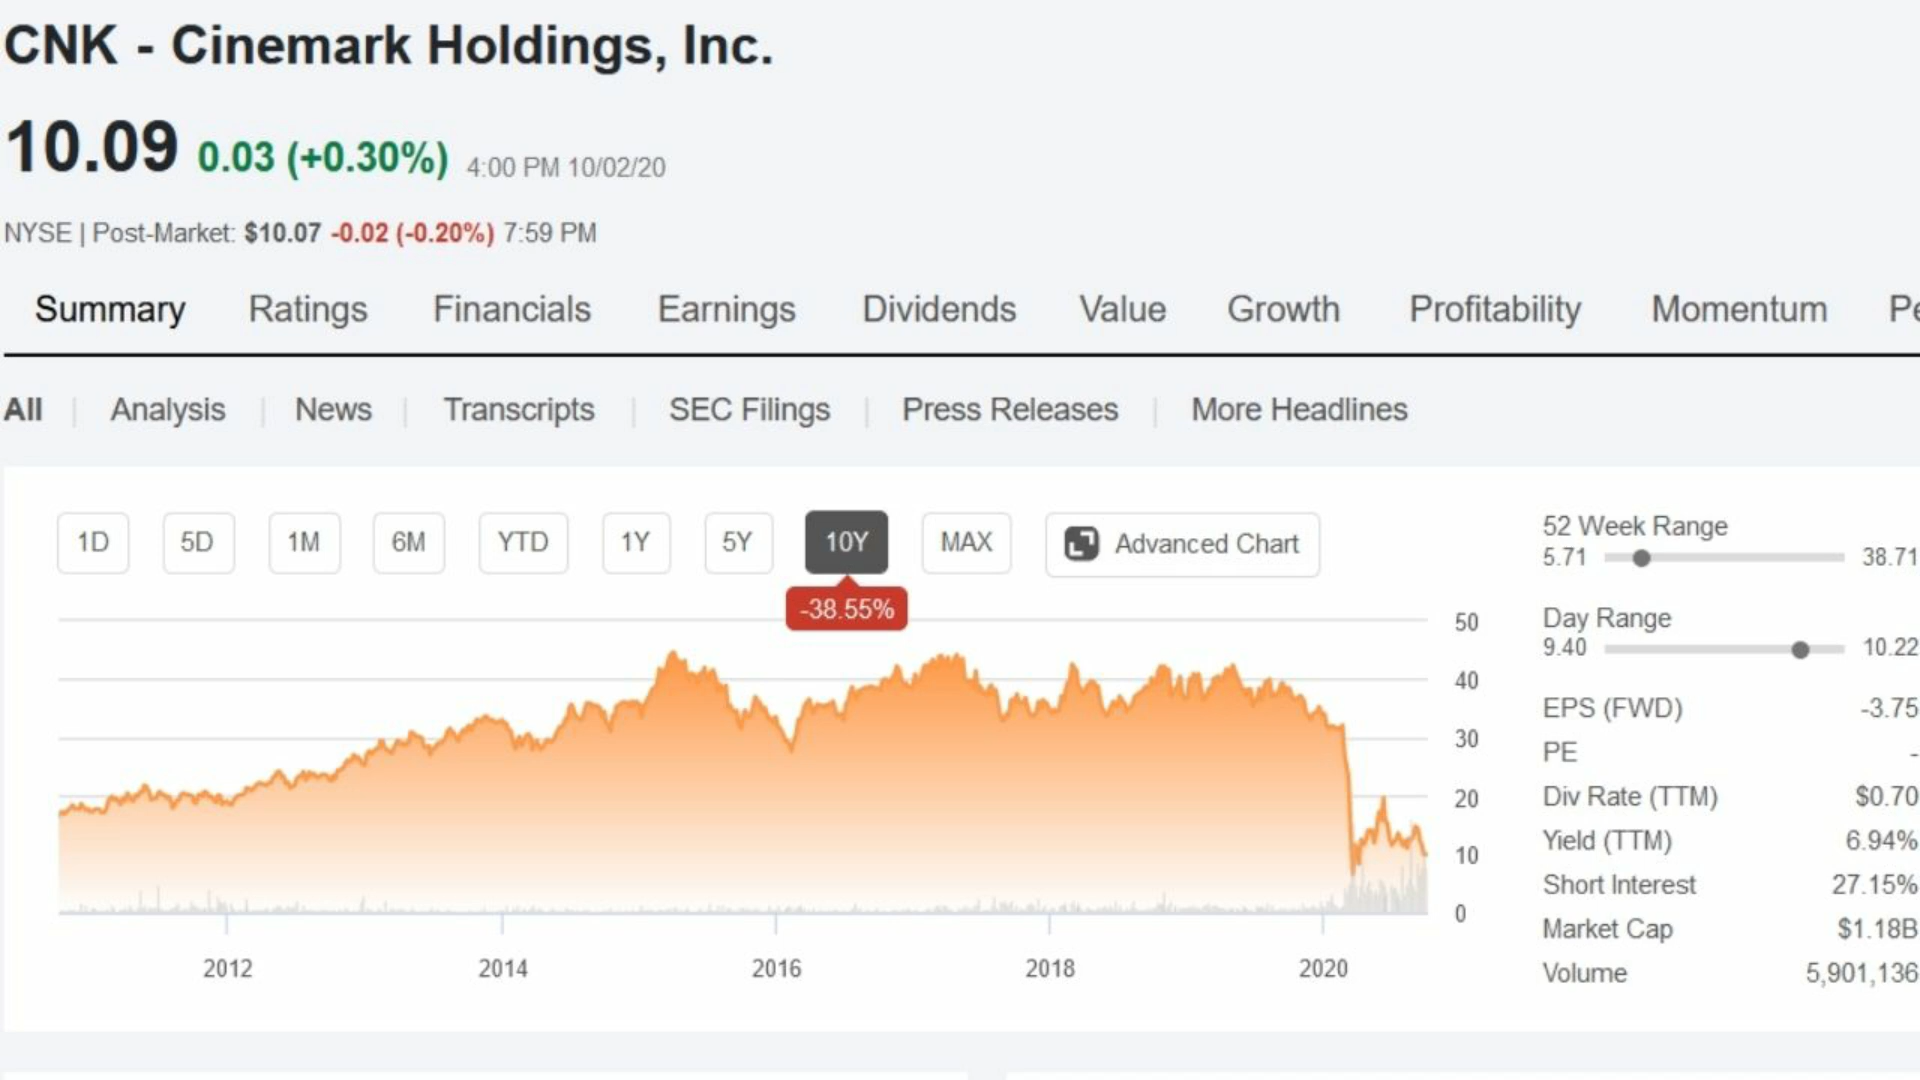 CNK - Cinemark Holdings, Inc.
10.09 0.03 (+0.30%) 4:00 PM 10/02/20
NYSE | Post-Market: $10.07 -0.02 (-0.20%) 7:59 PM
Summary Ratings Financials Earnings Dividends Value Growth Profitability Momentum Pe
All | Analysis | News | Transcripts | SEC Filings | Press Releases | More Headlines
1D 5D 1M 6M YTD 1Y 5Y 10Y MAX Advanced Chart
-38.55%
50
40
30
20
10
0
2012 2014 2016 2018 2020
52 Week Range
5.71 38.71
Day Range
9.40 10.22
EPS (FWD) -3.75
PE -
Div Rate (TTM) $0.70
Yield (TTM) 6.94%
Short Interest 27.15%
Market Cap $1.18B
Volume 5,901,136